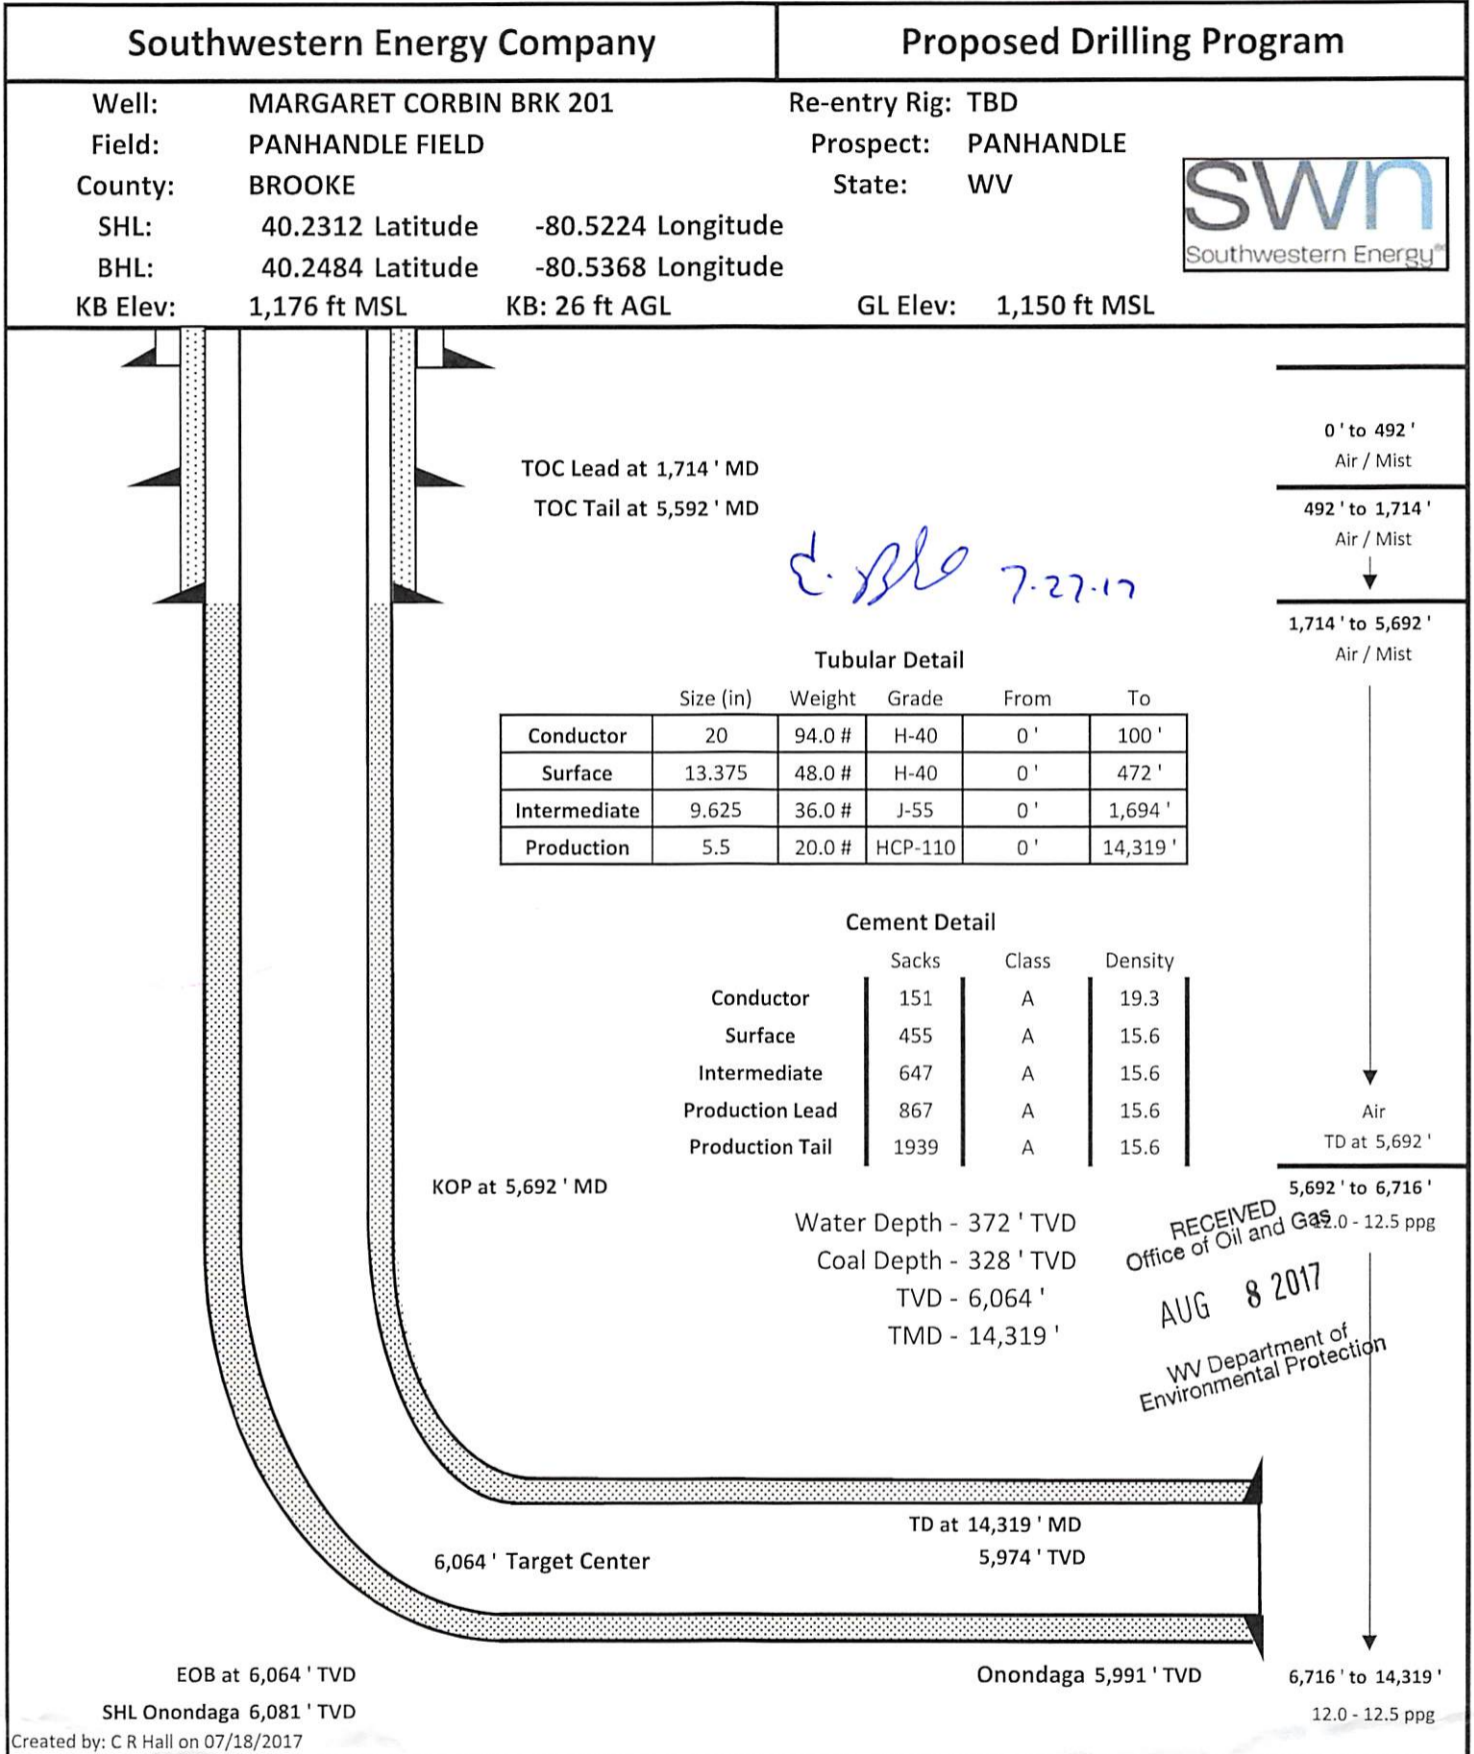 Southwestern Energy Company Proposed Drilling Program
Well: MARGARET CORBIN BRK 201 Re-entry Rig: TBD
Field: PANHANDLE FIELD Prospect: PANHANDLE
County: BROOKE State: WV
SHL: 40.2312 Latitude -80.5224 Longitude
BHL: 40.2484 Latitude -80.5368 Longitude
KB Elev: 1,176 ft MSL KB: 26 ft AGL GL Elev: 1,150 ft MSL
swn
Southwestern Energy®
0 ' to 492 '
Air / Mist
TOC Lead at 1,714 ' MD
TOC Tail at 5,592 ' MD
492 ' to 1,714 '
Air / Mist
7.27.17
1,714 ' to 5,692 '
Air / Mist
Tubular Detail
Size (in) Weight Grade From To
Conductor 20 94.0 # H-40 0 ' 100 '
Surface 13.375 48.0 # H-40 0 ' 472 '
Intermediate 9.625 36.0 # J-55 0 ' 1,694 '
Production 5.5 20.0 # HCP-110 0 ' 14,319 '
Cement Detail
Sacks Class Density
Conductor 151 A 19.3
Surface 455 A 15.6
Intermediate 647 A 15.6
Production Lead 867 A 15.6
Production Tail 1939 A 15.6
Air
TD at 5,692 '
KOP at 5,692 ' MD
5,692 ' to 6,716 '
12.0 - 12.5 ppg
Water Depth - 372 ' TVD
Coal Depth - 328 ' TVD
TVD - 6,064 '
TMD - 14,319 '
RECEIVED
Office of Oil and Gas
AUG 8 2017
WV Department of
Environmental Protection
TD at 14,319 ' MD
5,974 ' TVD
6,064 ' Target Center
EOB at 6,064 ' TVD
Onondaga 5,991 ' TVD
6,716 ' to 14,319 '
SHL Onondaga 6,081 ' TVD
12.0 - 12.5 ppg
Created by: C R Hall on 07/18/2017